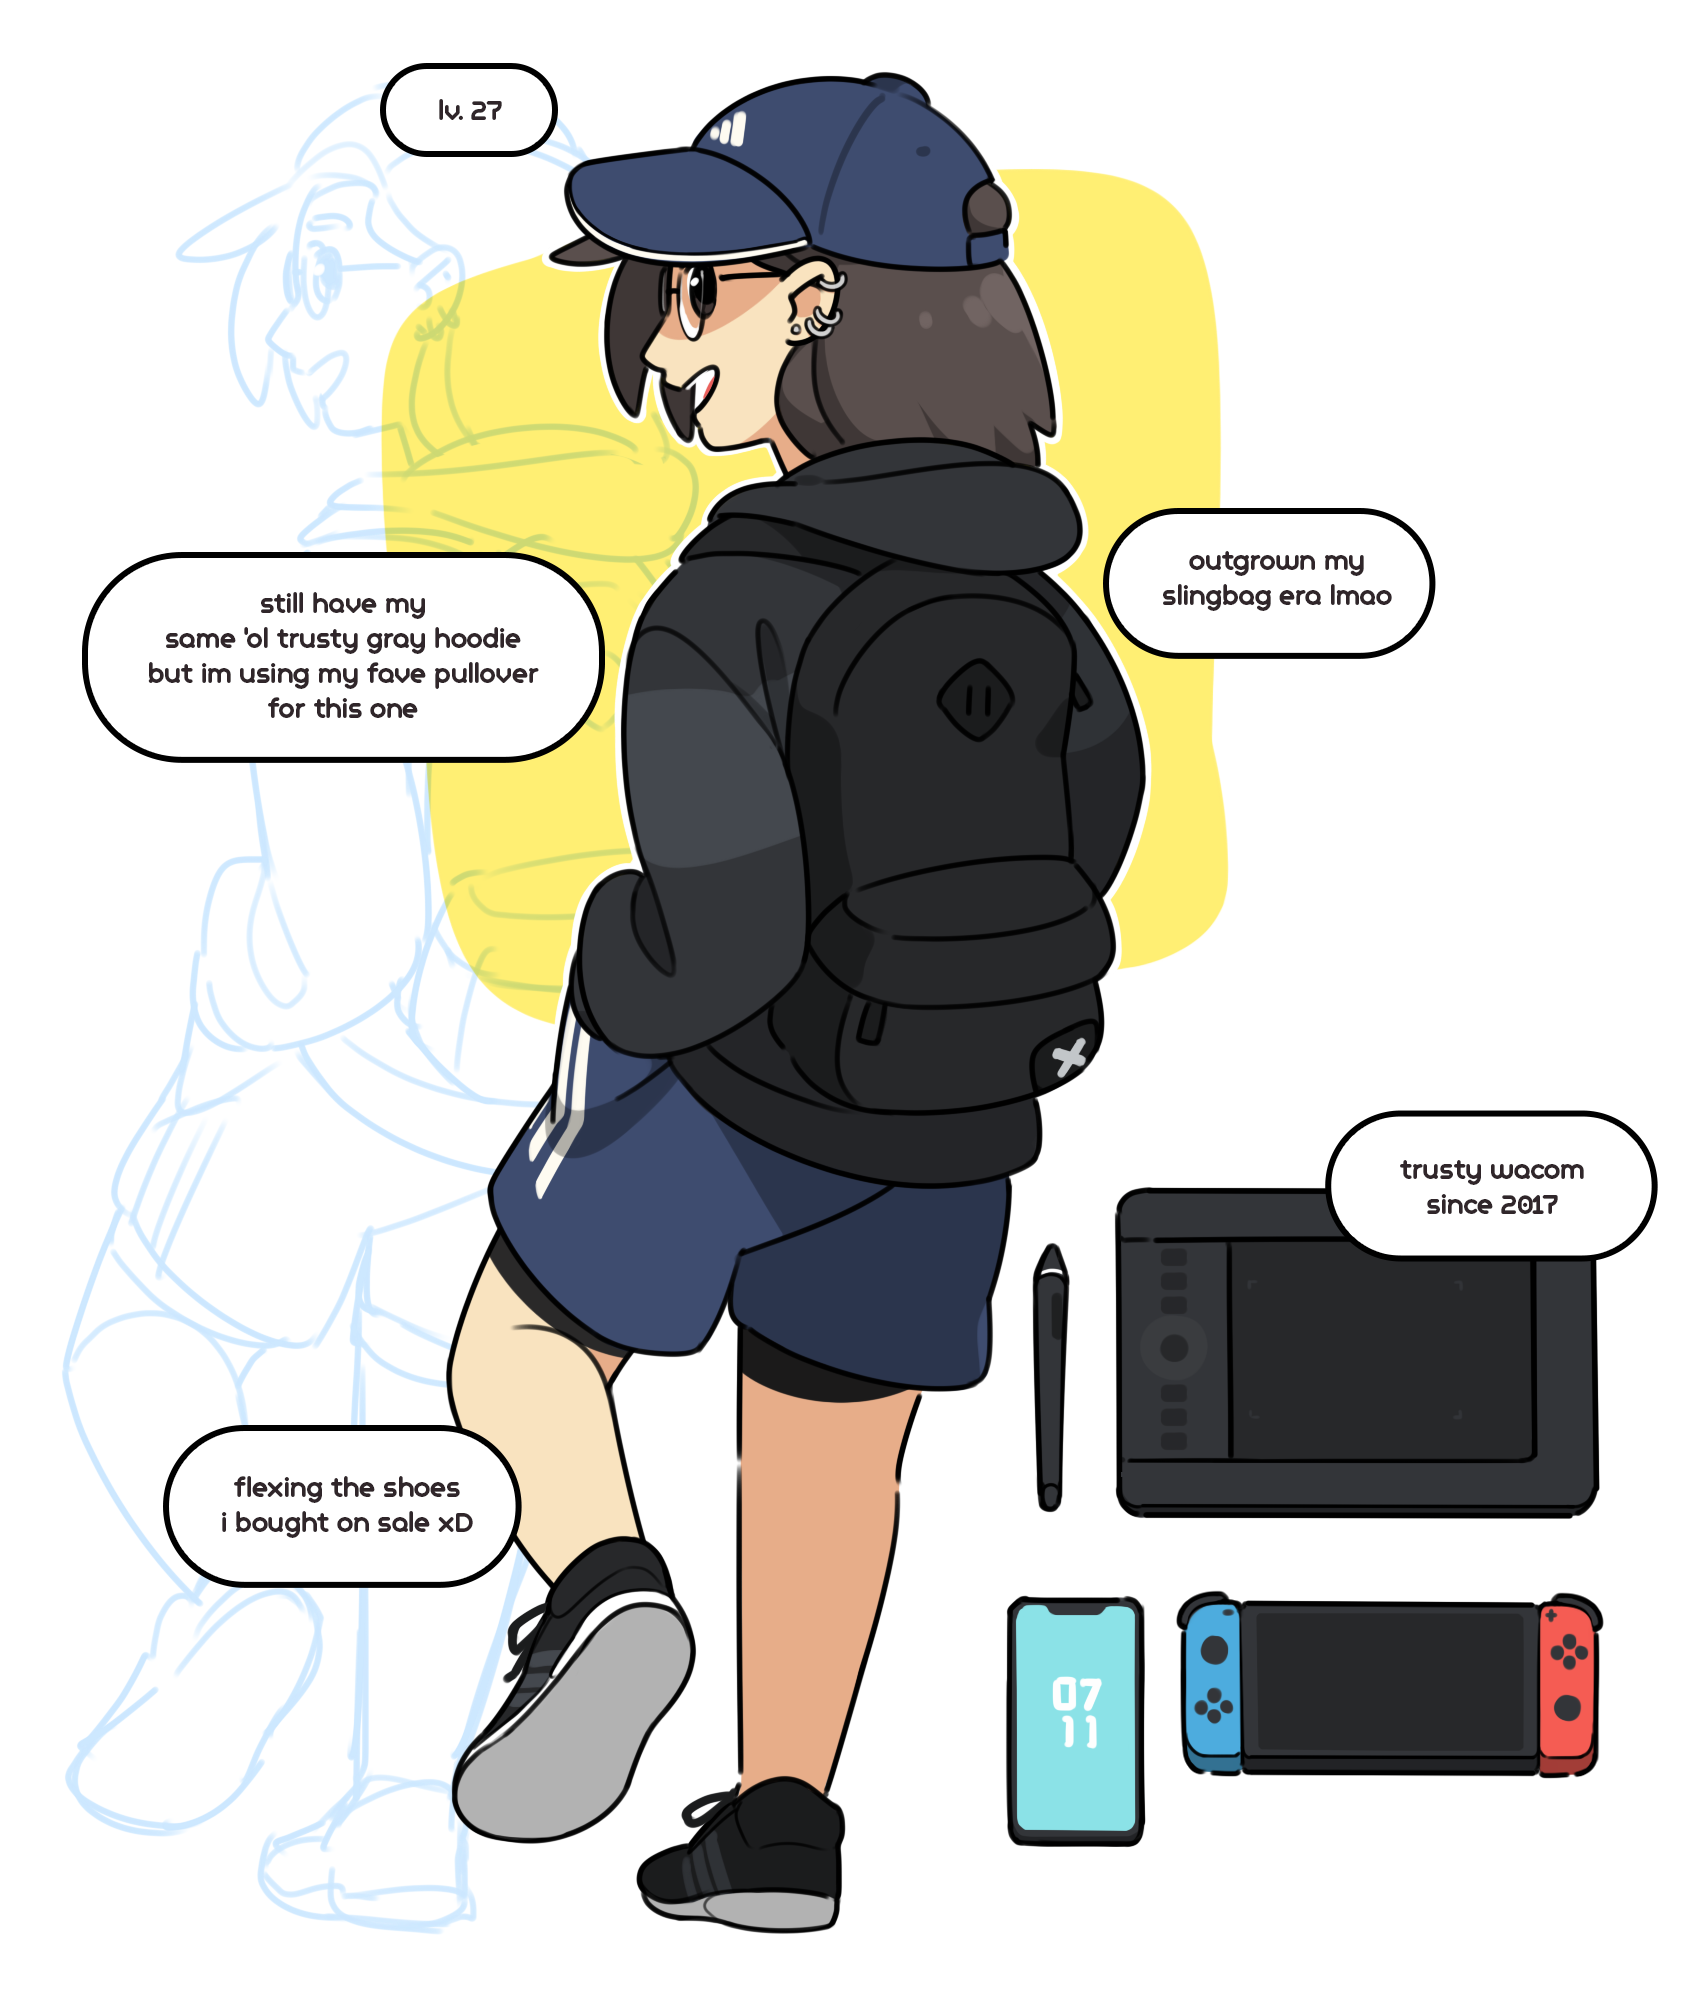 lv. 27
still have my
same 'ol trusty gray hoodie
but im using my fave pullover
for this one
outgrown my
slingbag era lmao
trusty wacom
since 2017
flexing the shoes
i bought on sale xD
07
11